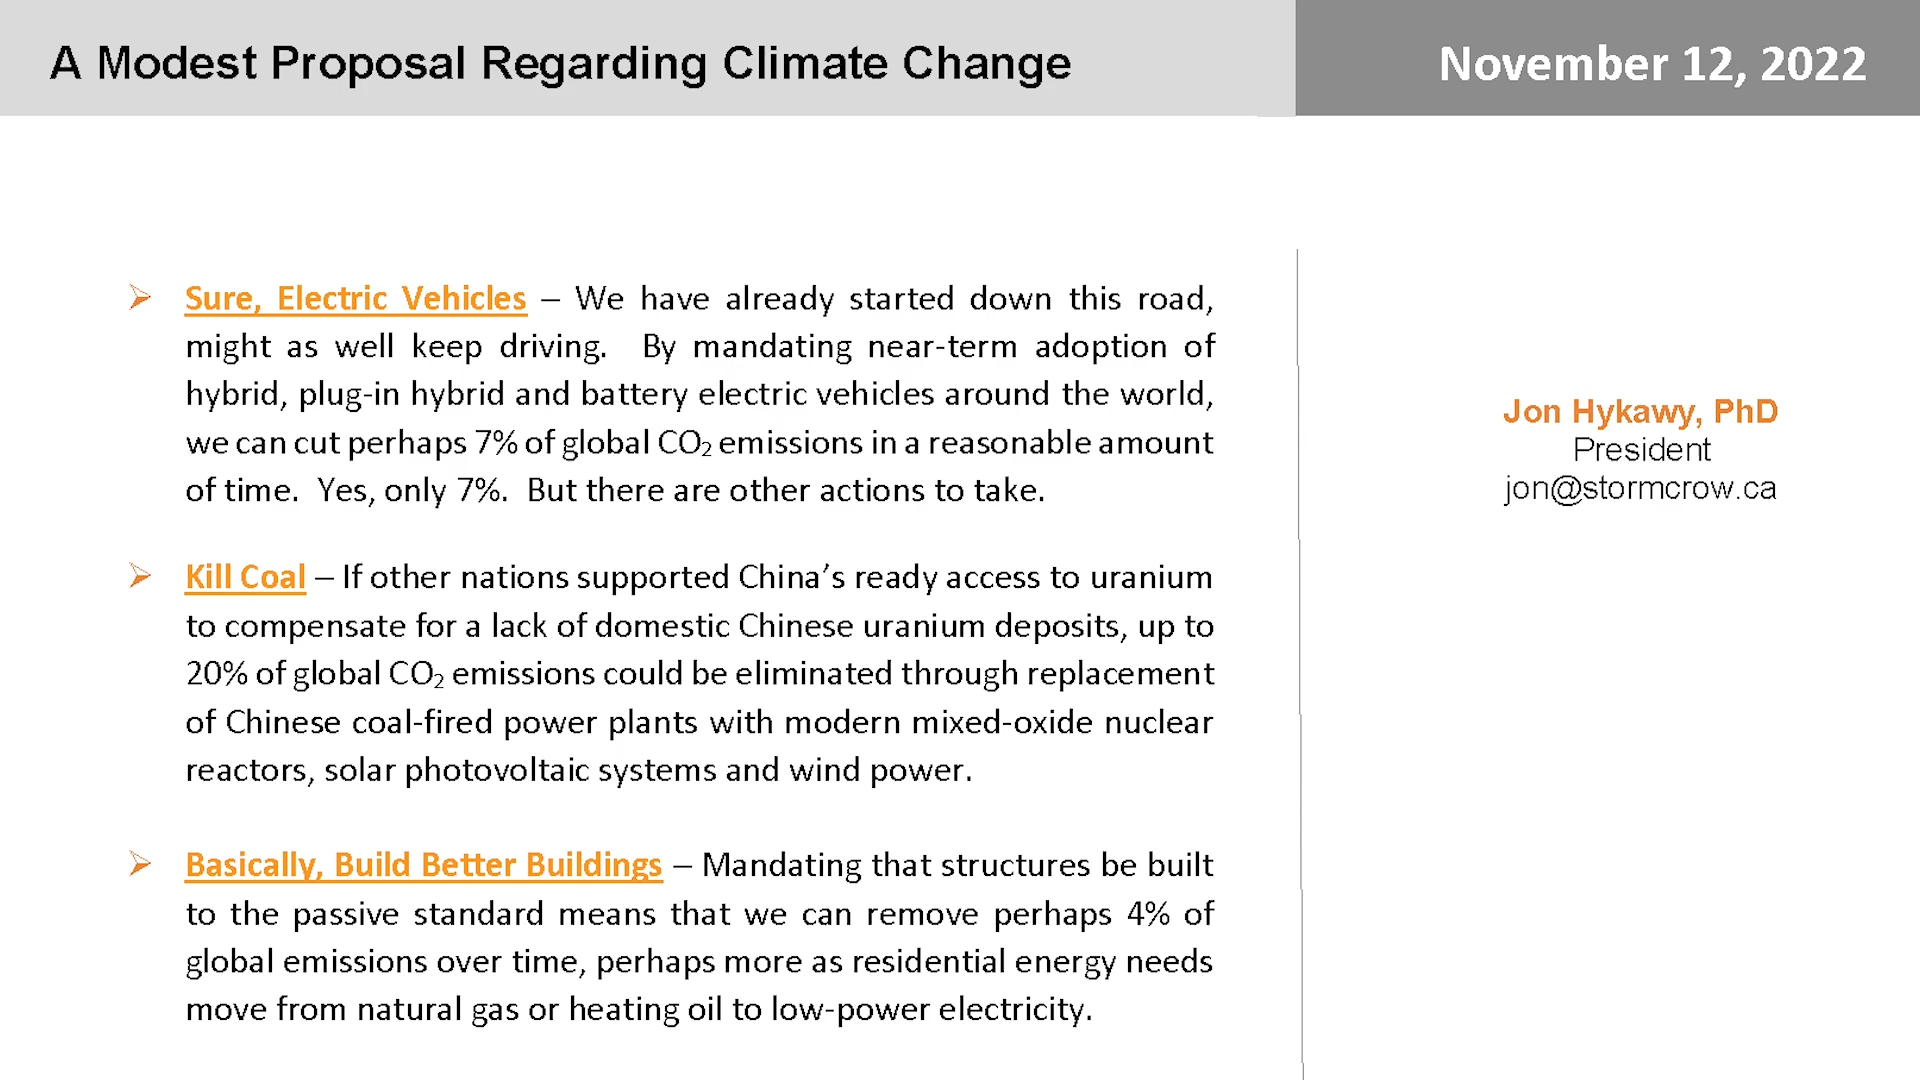 A Modest Proposal Regarding Climate Change
November 12, 2022
➢ Sure, Electric Vehicles – We have already started down this road,
might as well keep driving. By mandating near-term adoption of
hybrid, plug-in hybrid and battery electric vehicles around the world,
we can cut perhaps 7% of global CO₂ emissions in a reasonable amount
of time. Yes, only 7%. But there are other actions to take.
➢ Kill Coal – If other nations supported China’s ready access to uranium
to compensate for a lack of domestic Chinese uranium deposits, up to
20% of global CO₂ emissions could be eliminated through replacement
of Chinese coal-fired power plants with modern mixed-oxide nuclear
reactors, solar photovoltaic systems and wind power.
➢ Basically, Build Better Buildings – Mandating that structures be built
to the passive standard means that we can remove perhaps 4% of
global emissions over time, perhaps more as residential energy needs
move from natural gas or heating oil to low-power electricity.
Jon Hykawy, PhD
President
jon@stormcrow.ca